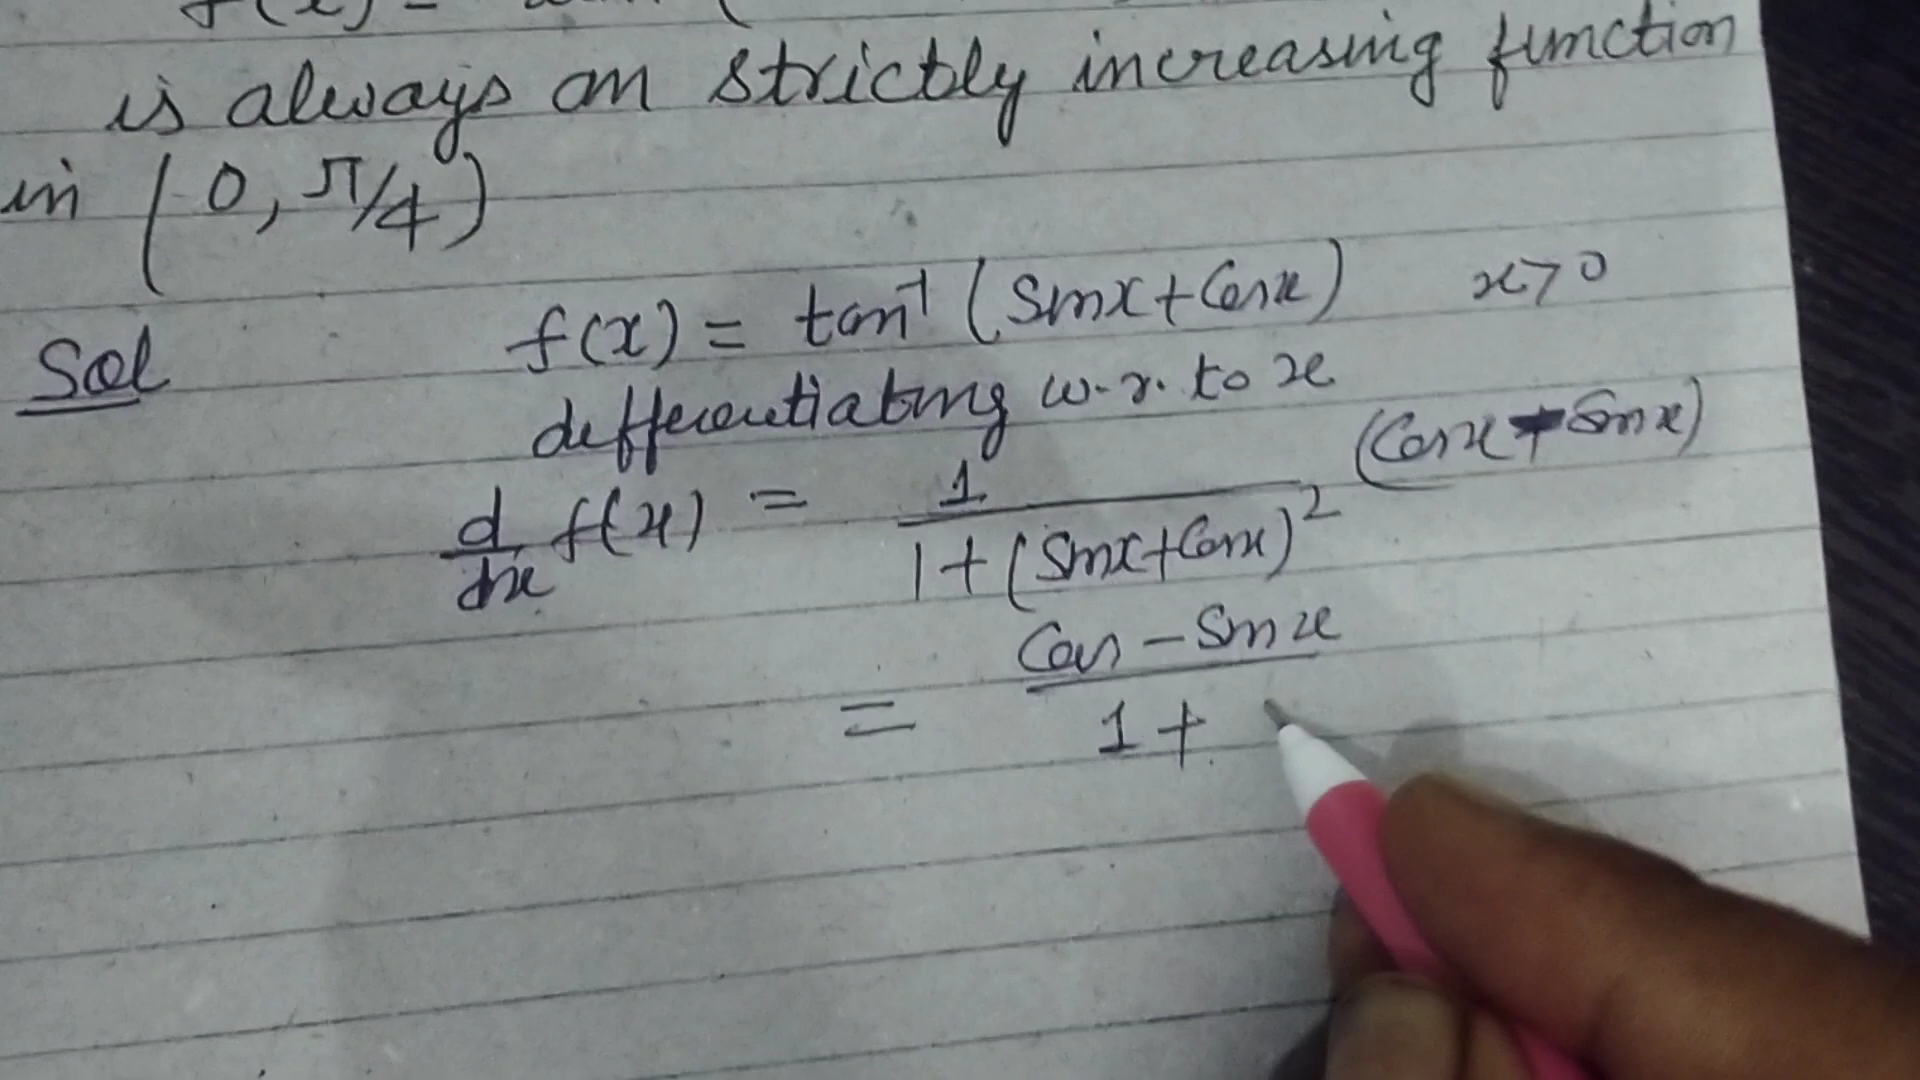 f(x) =
is always an strictly increasing function
in (0, π/4)
Sol f(x) = tan⁻¹ (Sinx + Cosx) x > 0
differentiating w.r. to x
d/dx f(x) = 1/(1+(Sinx+Cosx)²) (Cosx - Sinx)
= Cos - Sin x
1 +